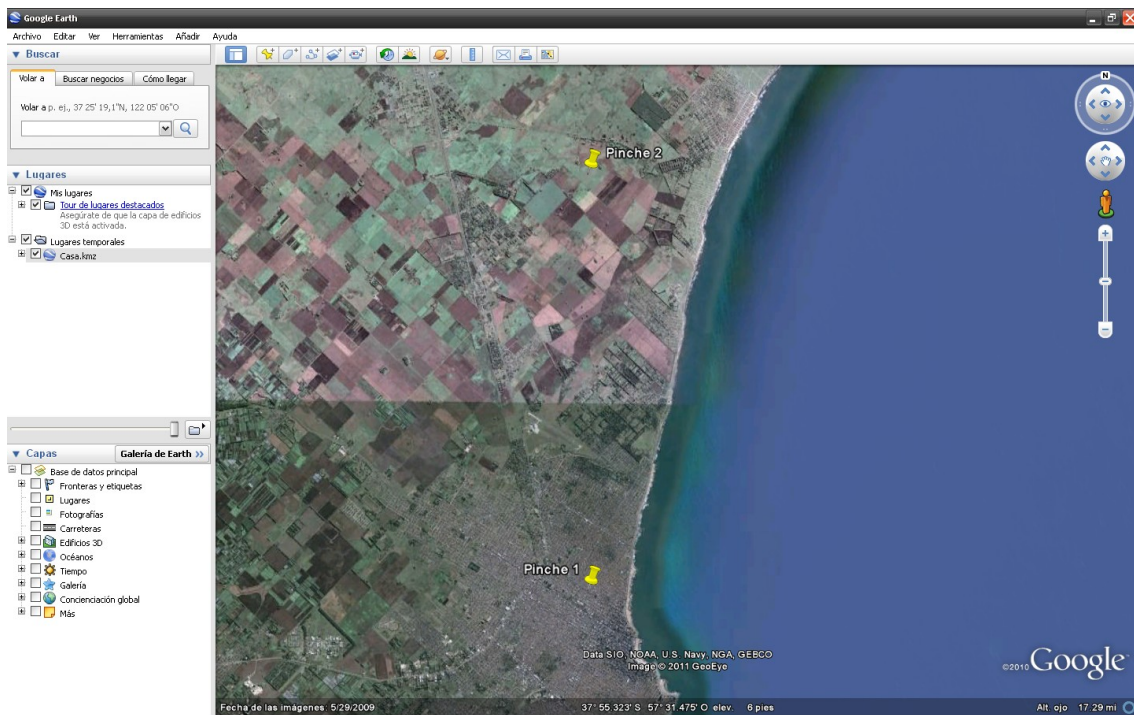 Google Earth
Archivo Editar Ver Herramientas Añadir Ayuda
Buscar
Volar a Buscar negocios Cómo llegar
Volar a p. ej., 37 25' 19,1"N, 122 05' 06"O
Lugares
Mis lugares
Tour de lugares destacados
Asegúrate de que la capa de edificios
3D está activada.
Lugares temporales
Casa.kmz
Capas Galería de Earth >>
Base de datos principal
Fronteras y etiquetas
Lugares
Fotografías
Carreteras
Edificios 3D
Océanos
Tiempo
Galería
Concienciación global
Más
N
Pinche 2
Pinche 1
Data SIO, NOAA, U.S. Navy, NGA, GEBCO
Image © 2011 GeoEye
©2010 Google
Fecha de las imágenes: 5/29/2009 37° 55.323' S 57° 31.475' O elev. 6 pies Alt. ojo 17.29 mi